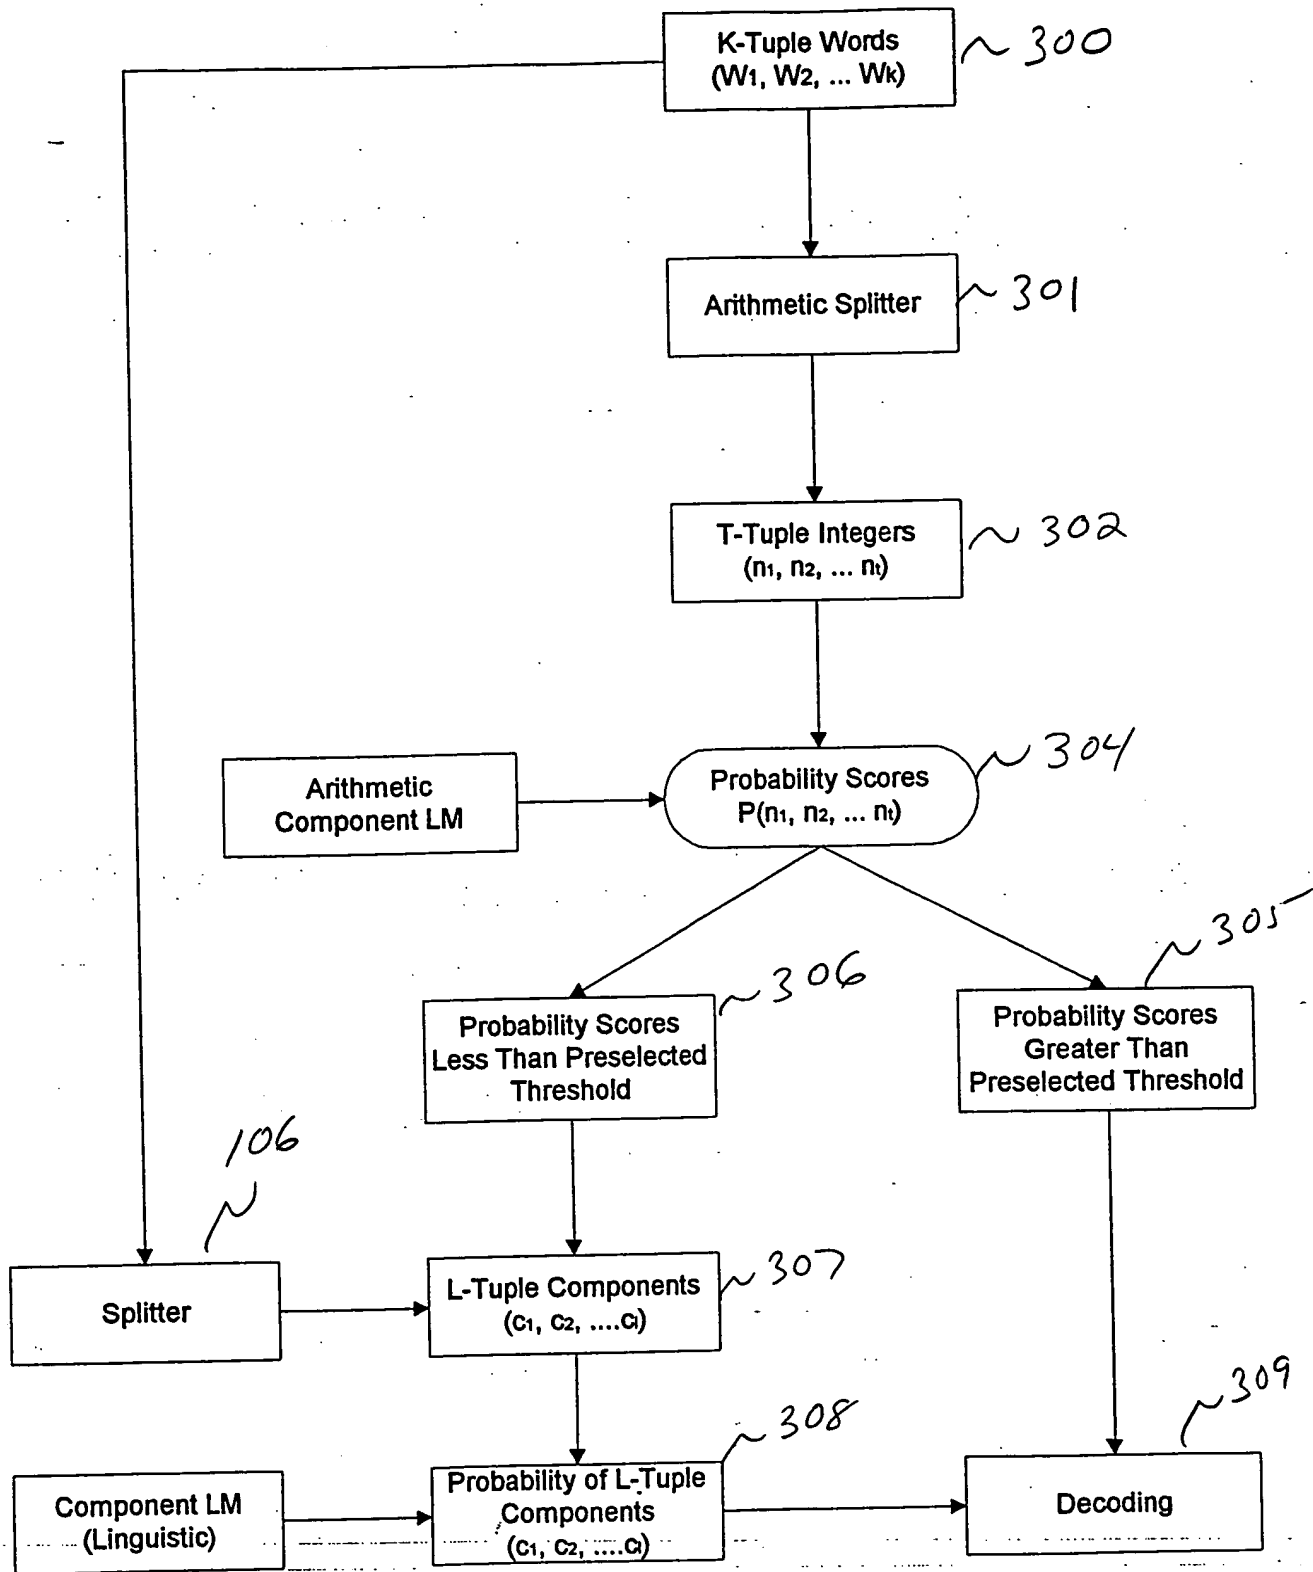 K-Tuple Words
(W1, W2, ... Wk)
300
Arithmetic Splitter
301
T-Tuple Integers
(n1, n2, ... nt)
302
Arithmetic
Component LM
Probability Scores
P(n1, n2, ... nt)
304
Probability Scores
Less Than Preselected
Threshold
306
Probability Scores
Greater Than
Preselected Threshold
305
106
Splitter
L-Tuple Components
(c1, c2, ....cl)
307
Component LM
(Linguistic)
Probability of L-Tuple
Components
(c1, c2, ....cl)
308
Decoding
309